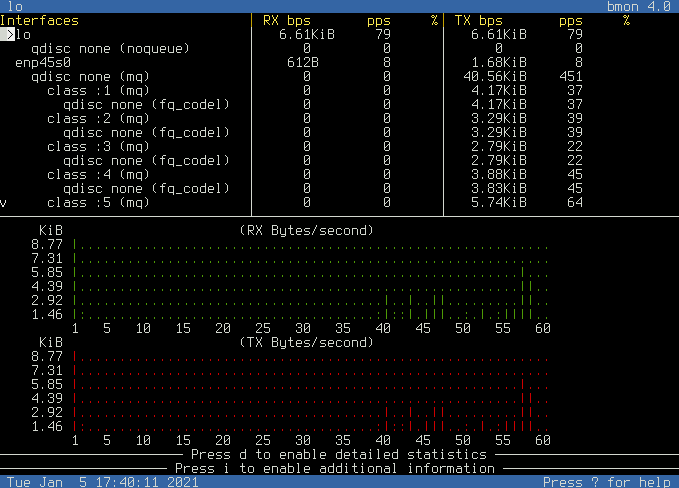 lo bmon 4.0
Interfaces RX bps pps % TX bps pps %
>lo 6.61KiB 79 6.61KiB 79
qdisc none (noqueue) 0 0 0 0
enp45s0 612B 8 1.68KiB 8
qdisc none (mq) 0 0 40.56KiB 451
class :1 (mq) 0 0 4.17KiB 37
qdisc none (fq_codel) 0 0 4.17KiB 37
class :2 (mq) 0 0 3.29KiB 39
qdisc none (fq_codel) 0 0 3.29KiB 39
class :3 (mq) 0 0 2.79KiB 22
qdisc none (fq_codel) 0 0 2.79KiB 22
class :4 (mq) 0 0 3.88KiB 45
qdisc none (fq_codel) 0 0 3.83KiB 45
v class :5 (mq) 0 0 5.74KiB 64
KiB (RX Bytes/second)
8.77
7.31
5.85
4.39
2.92
1.46
1 5 10 15 20 25 30 35 40 45 50 55 60
KiB (TX Bytes/second)
8.77
7.31
5.85
4.39
2.92
1.46
1 5 10 15 20 25 30 35 40 45 50 55 60
Press d to enable detailed statistics
Press i to enable additional information
Tue Jan 5 17:40:11 2021 Press ? for help